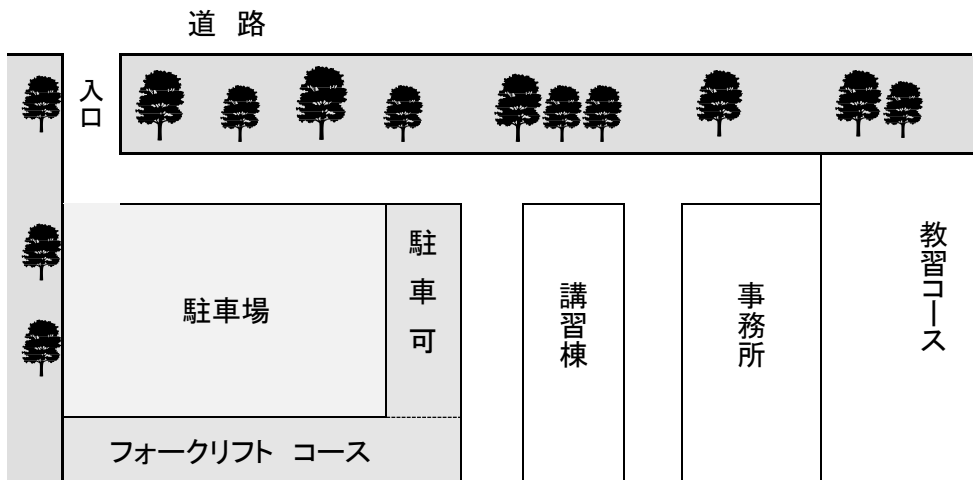 道 路
入口
駐車場
駐車可
講習棟
事務所
教習コース
フォークリフト コース